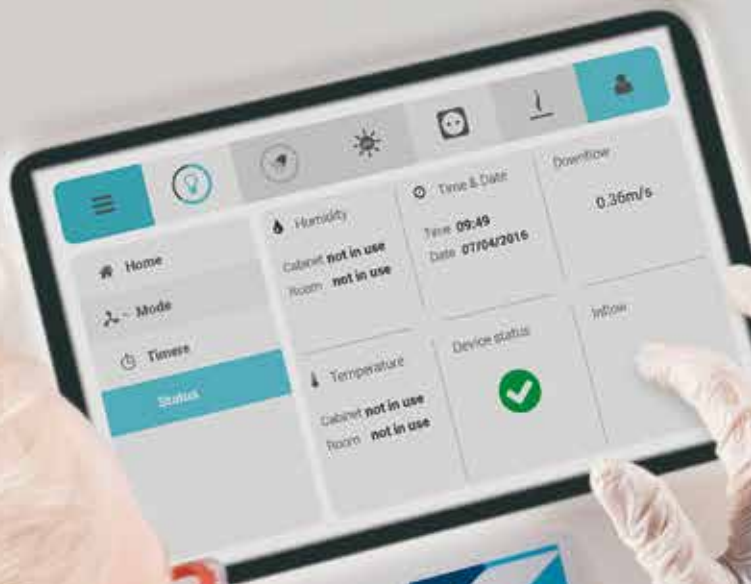 Home
Mode
Timers
Status
Humidity
Cabinet not in use
Room not in use
Time & Date
Time 09:49
Date 07/04/2016
Downflow
0.36m/s
Temperature
Cabinet not in use
Room not in use
Device status
Inflow